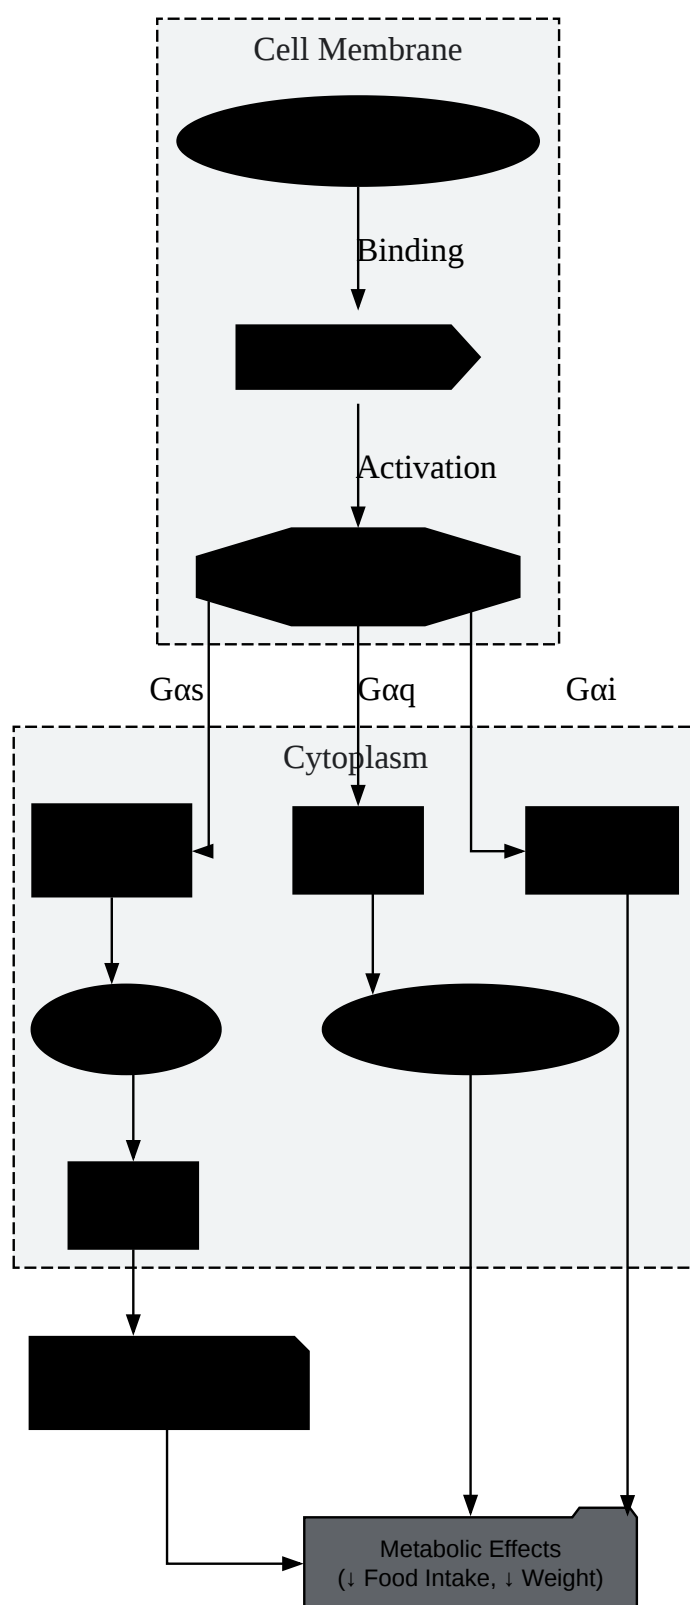 Cell Membrane
Binding
Activation
Gαs
Gαq
Gαi
Cytoplasm
Metabolic Effects
(↓ Food Intake, ↓ Weight)